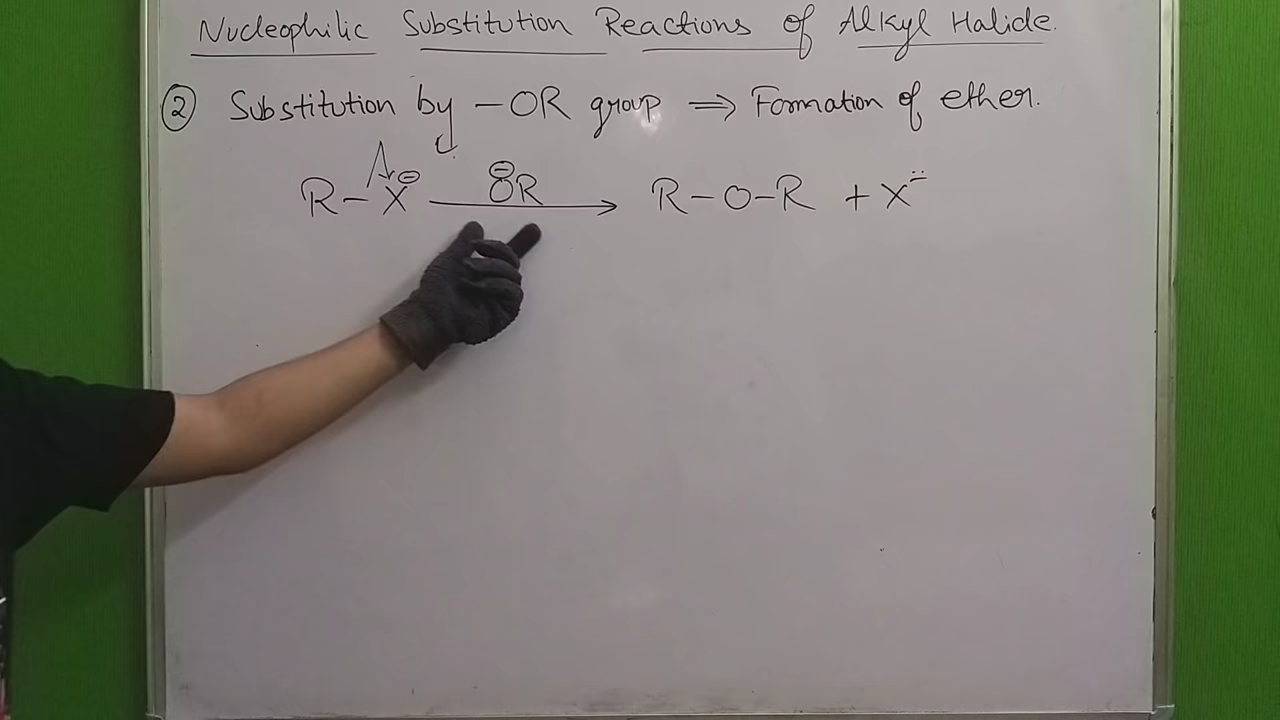 Nucleophilic Substitution Reactions of Alkyl Halide.
② Substitution by -OR group ⇒ Formation of ether.
R-X⊖ ⊖OR → R-O-R + X⁻